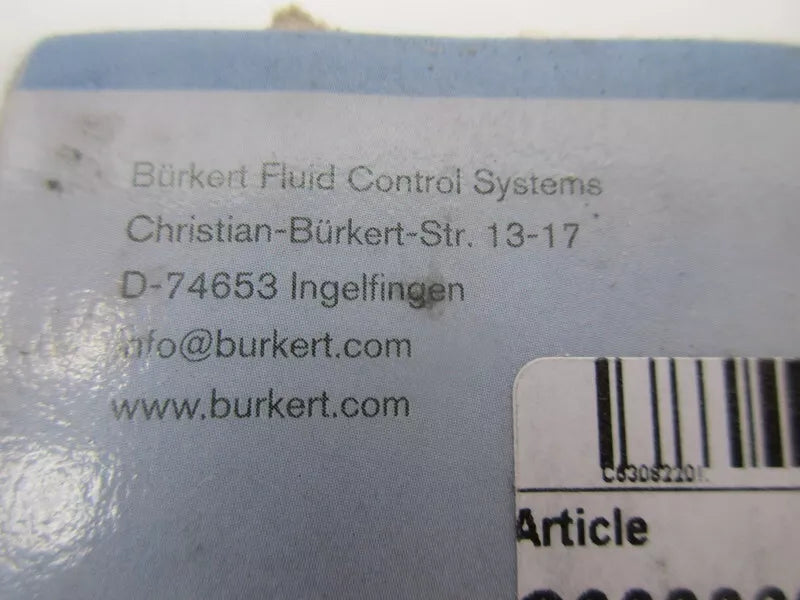 Bürkert Fluid Control Systems
Christian-Bürkert-Str. 13-17
D-74653 Ingelfingen
info@burkert.com
www.burkert.com
Article